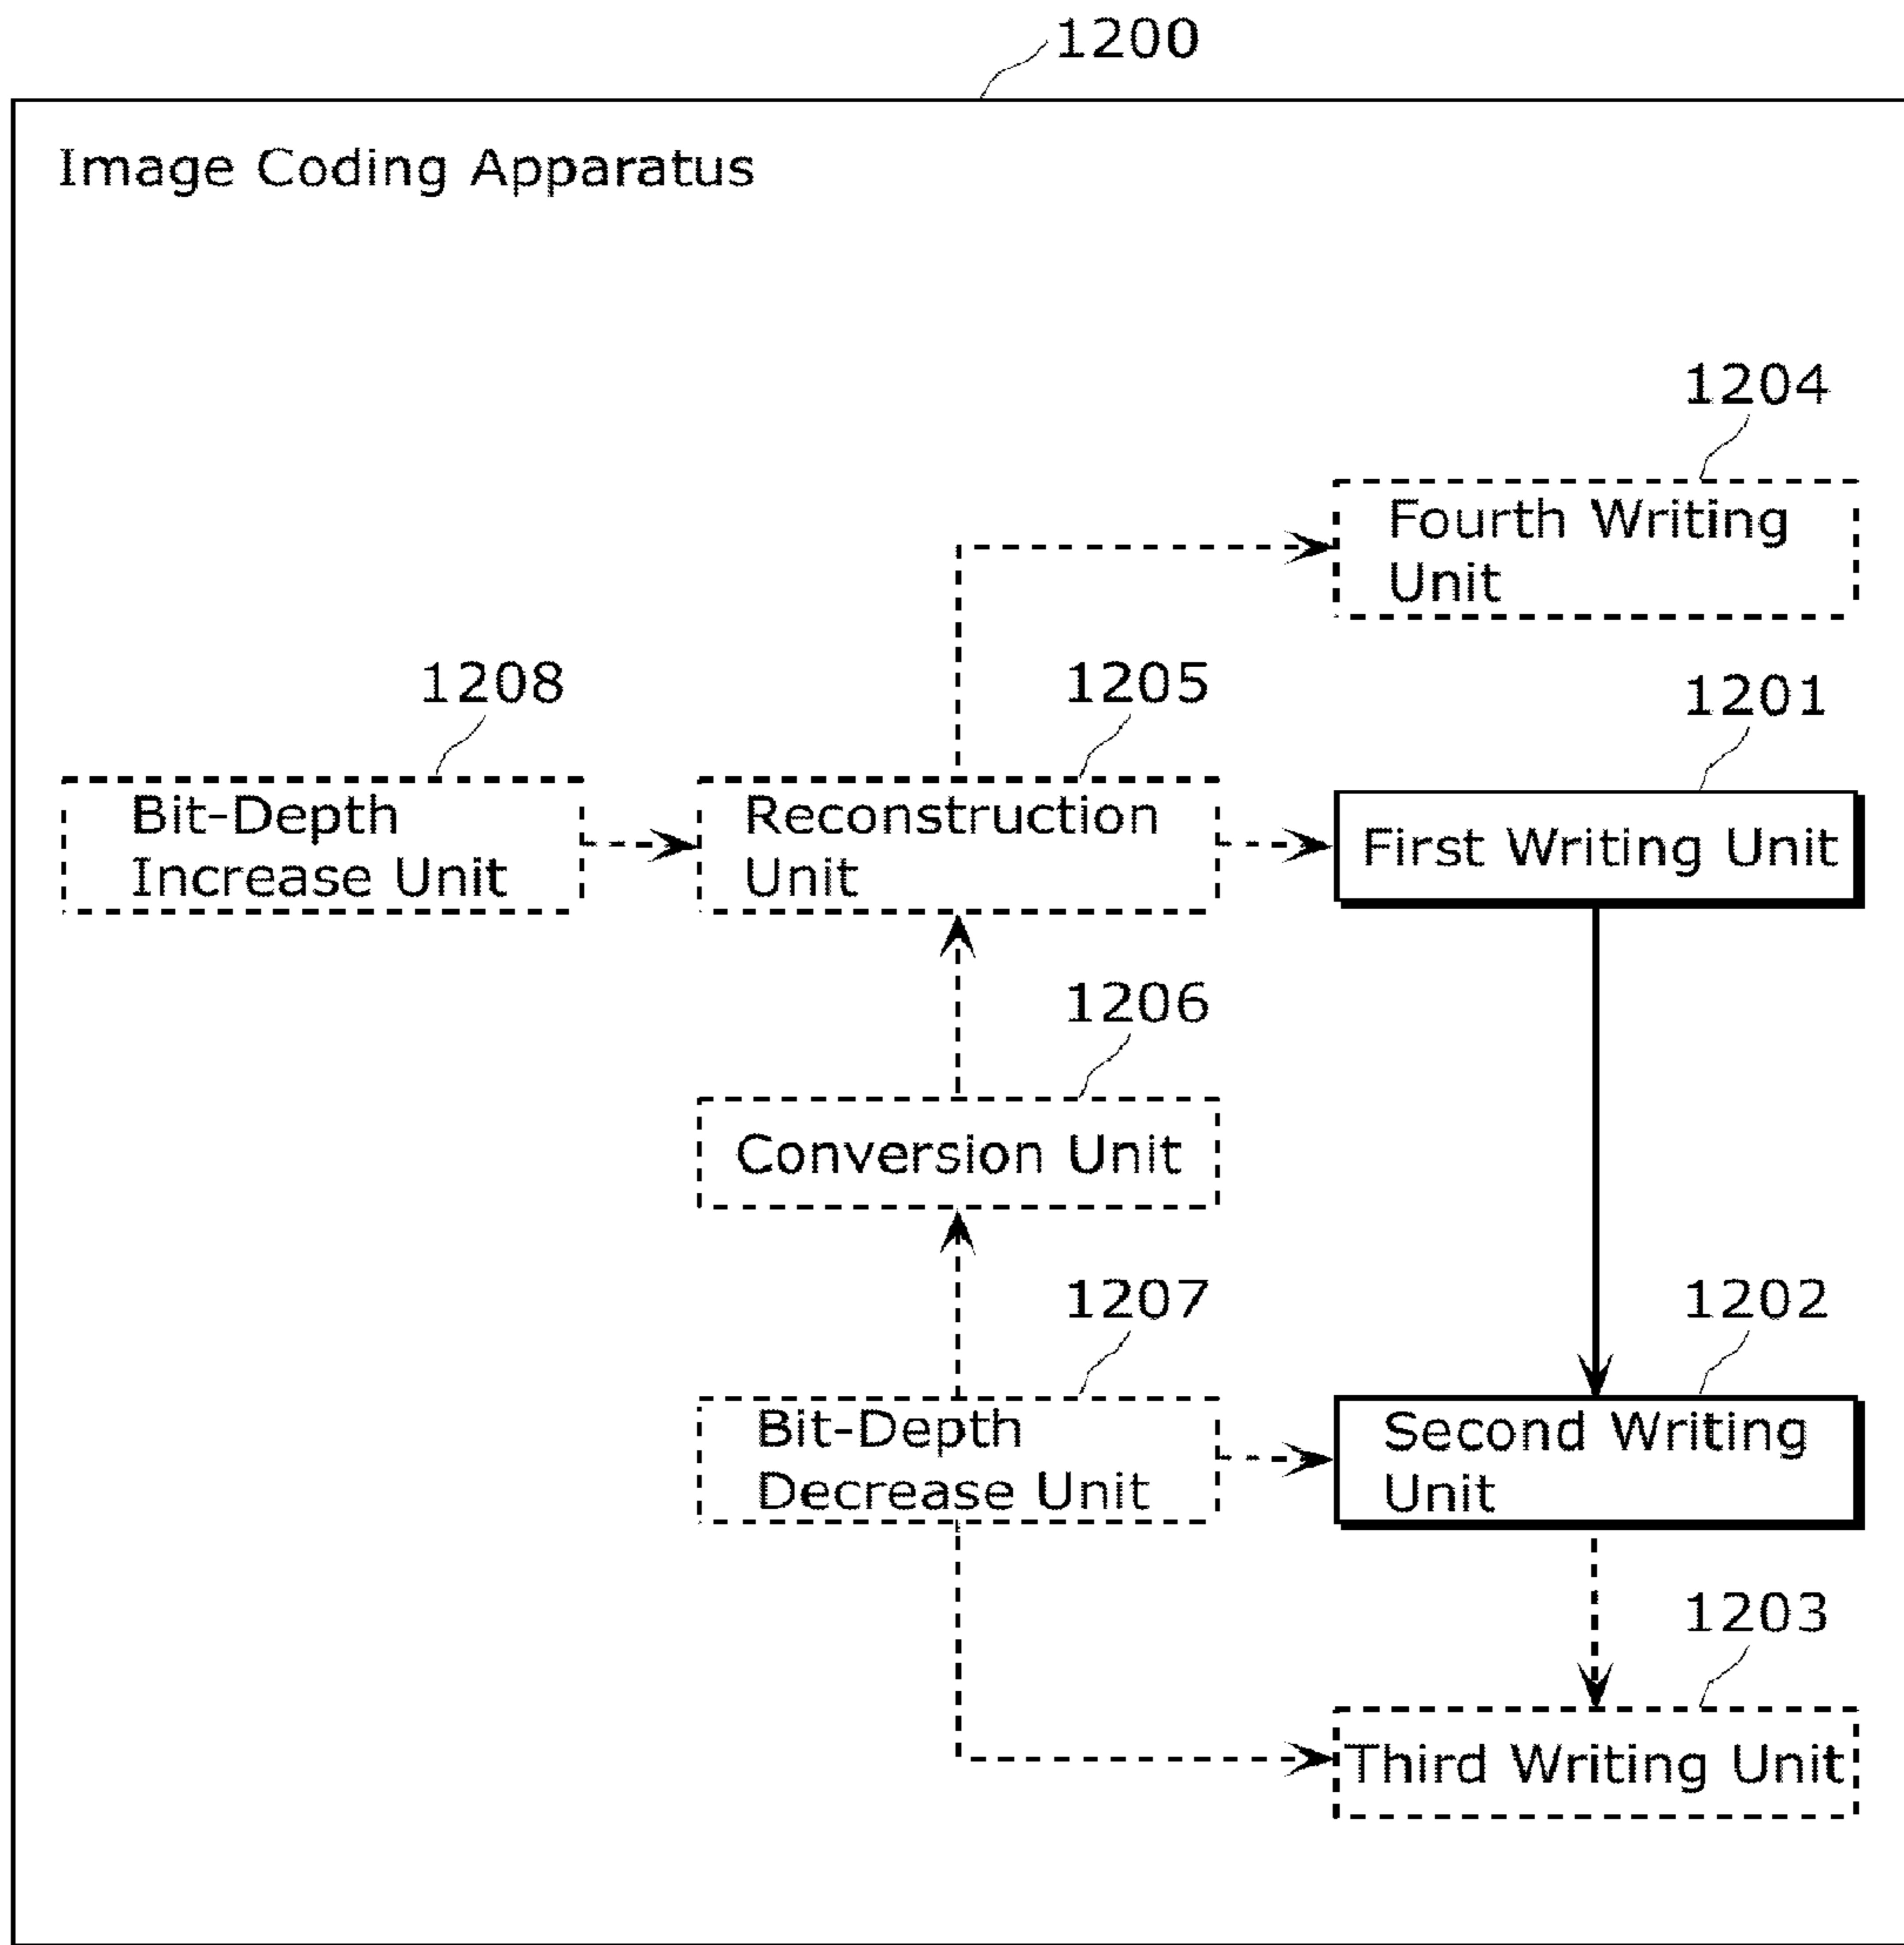 1200
Image Coding Apparatus
1204
Fourth Writing
Unit
1208
1205
1201
Bit-Depth
Increase Unit
Reconstruction
Unit
First Writing Unit
1206
Conversion Unit
1207
1202
Bit-Depth
Decrease Unit
Second Writing
Unit
1203
Third Writing Unit